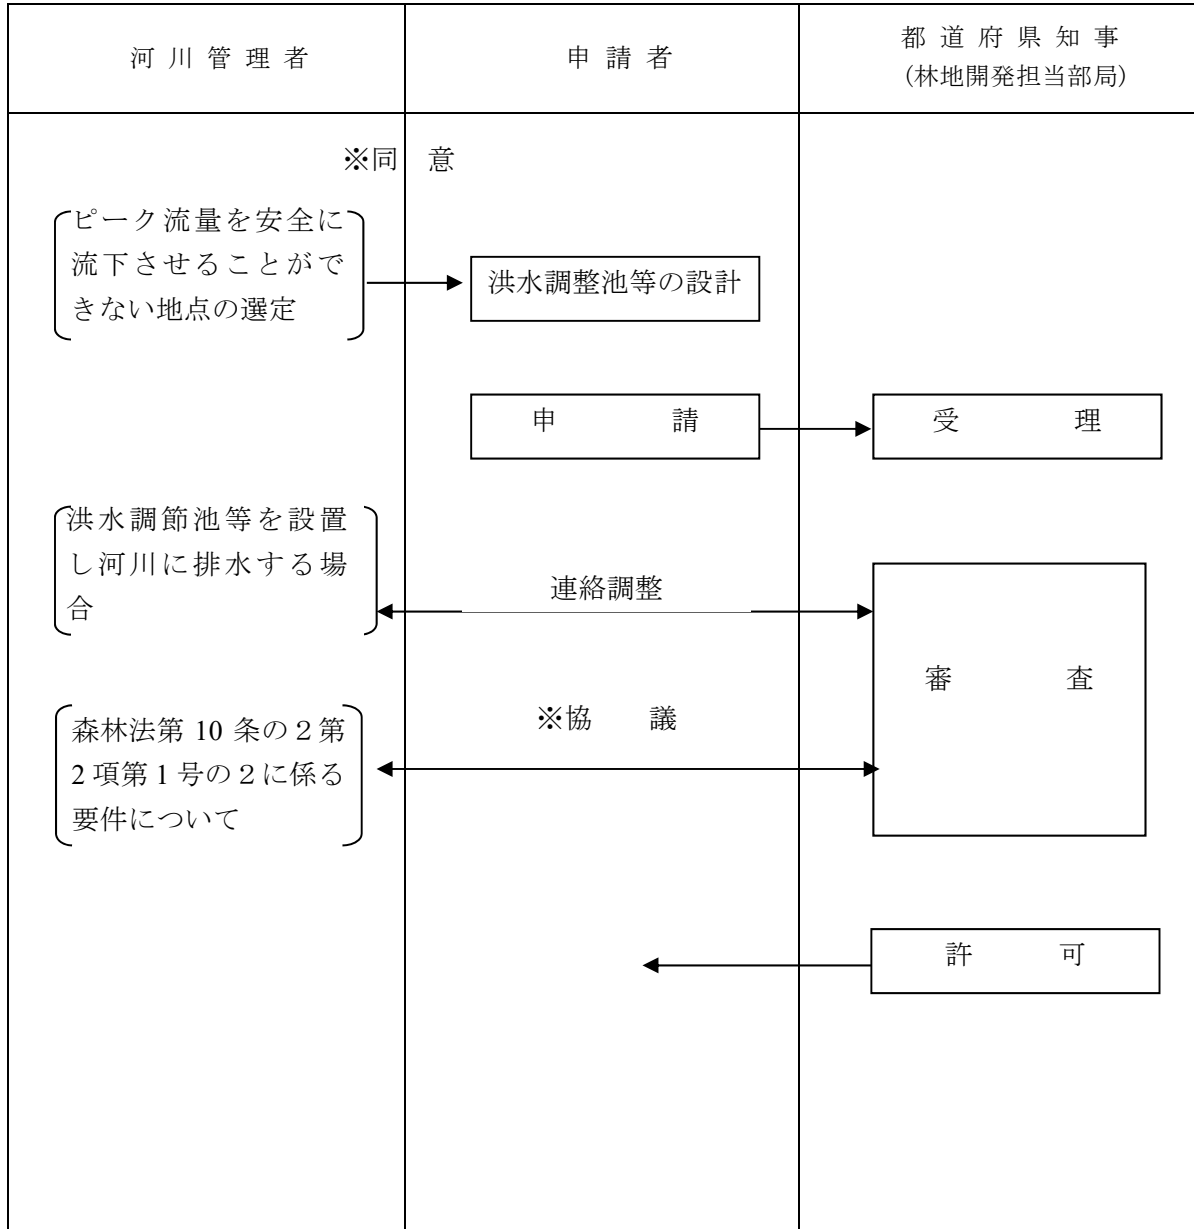 河川管理者
申請者
都道府県知事
(林地開発担当部局)
※同　意
ピーク流量を安全に
流下させることがで
きない地点の選定
洪水調整池等の設計
申　請
受　理
洪水調節池等を設置
し河川に排水する場
合
連絡調整
審　査
※協　議
森林法第 10 条の２第
2 項第 1 号の２に係る
要件について
許　可